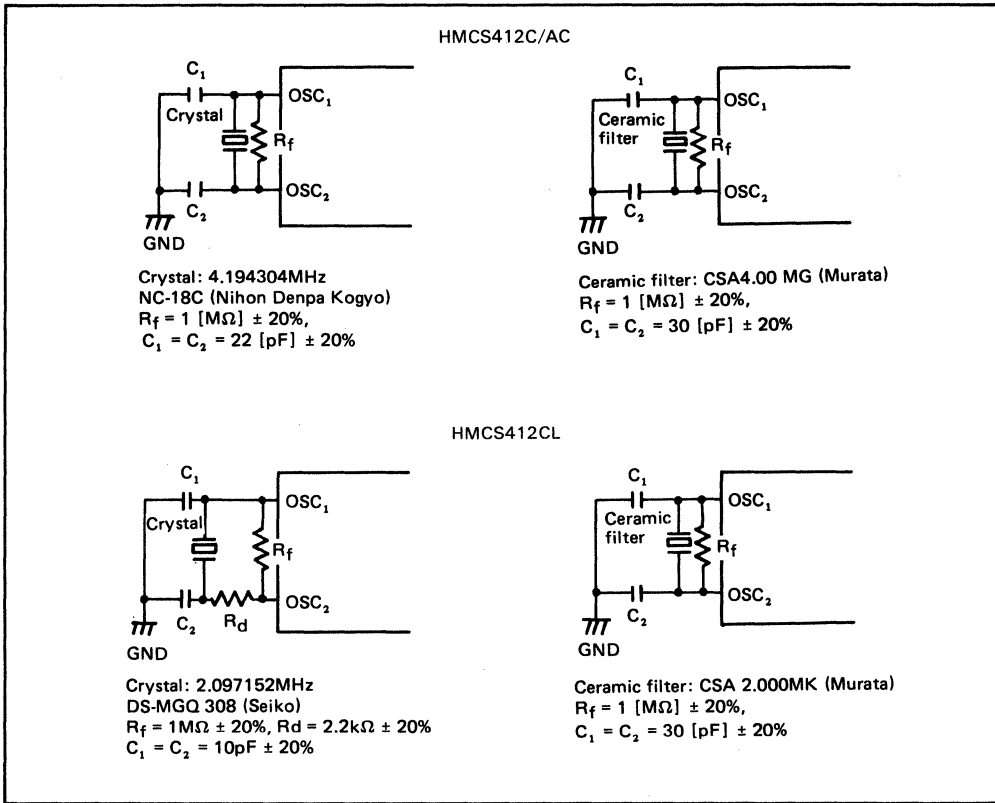 HMCS412C/AC
C₁
OSC₁
Crystal
Rf
OSC₂
C₂
GND
Crystal: 4.194304MHz
NC-18C (Nihon Denpa Kogyo)
Rf = 1 [MΩ] ± 20%,
C₁ = C₂ = 22 [pF] ± 20%
C₁
OSC₁
Ceramic
filter
Rf
OSC₂
C₂
GND
Ceramic filter: CSA4.00 MG (Murata)
Rf = 1 [MΩ] ± 20%,
C₁ = C₂ = 30 [pF] ± 20%
HMCS412CL
C₁
OSC₁
Crystal
Rf
OSC₂
C₂
Rd
GND
Crystal: 2.097152MHz
DS-MGQ 308 (Seiko)
Rf = 1MΩ ± 20%, Rd = 2.2kΩ ± 20%
C₁ = C₂ = 10pF ± 20%
C₁
OSC₁
Ceramic
filter
Rf
OSC₂
C₂
GND
Ceramic filter: CSA 2.000MK (Murata)
Rf = 1 [MΩ] ± 20%,
C₁ = C₂ = 30 [pF] ± 20%